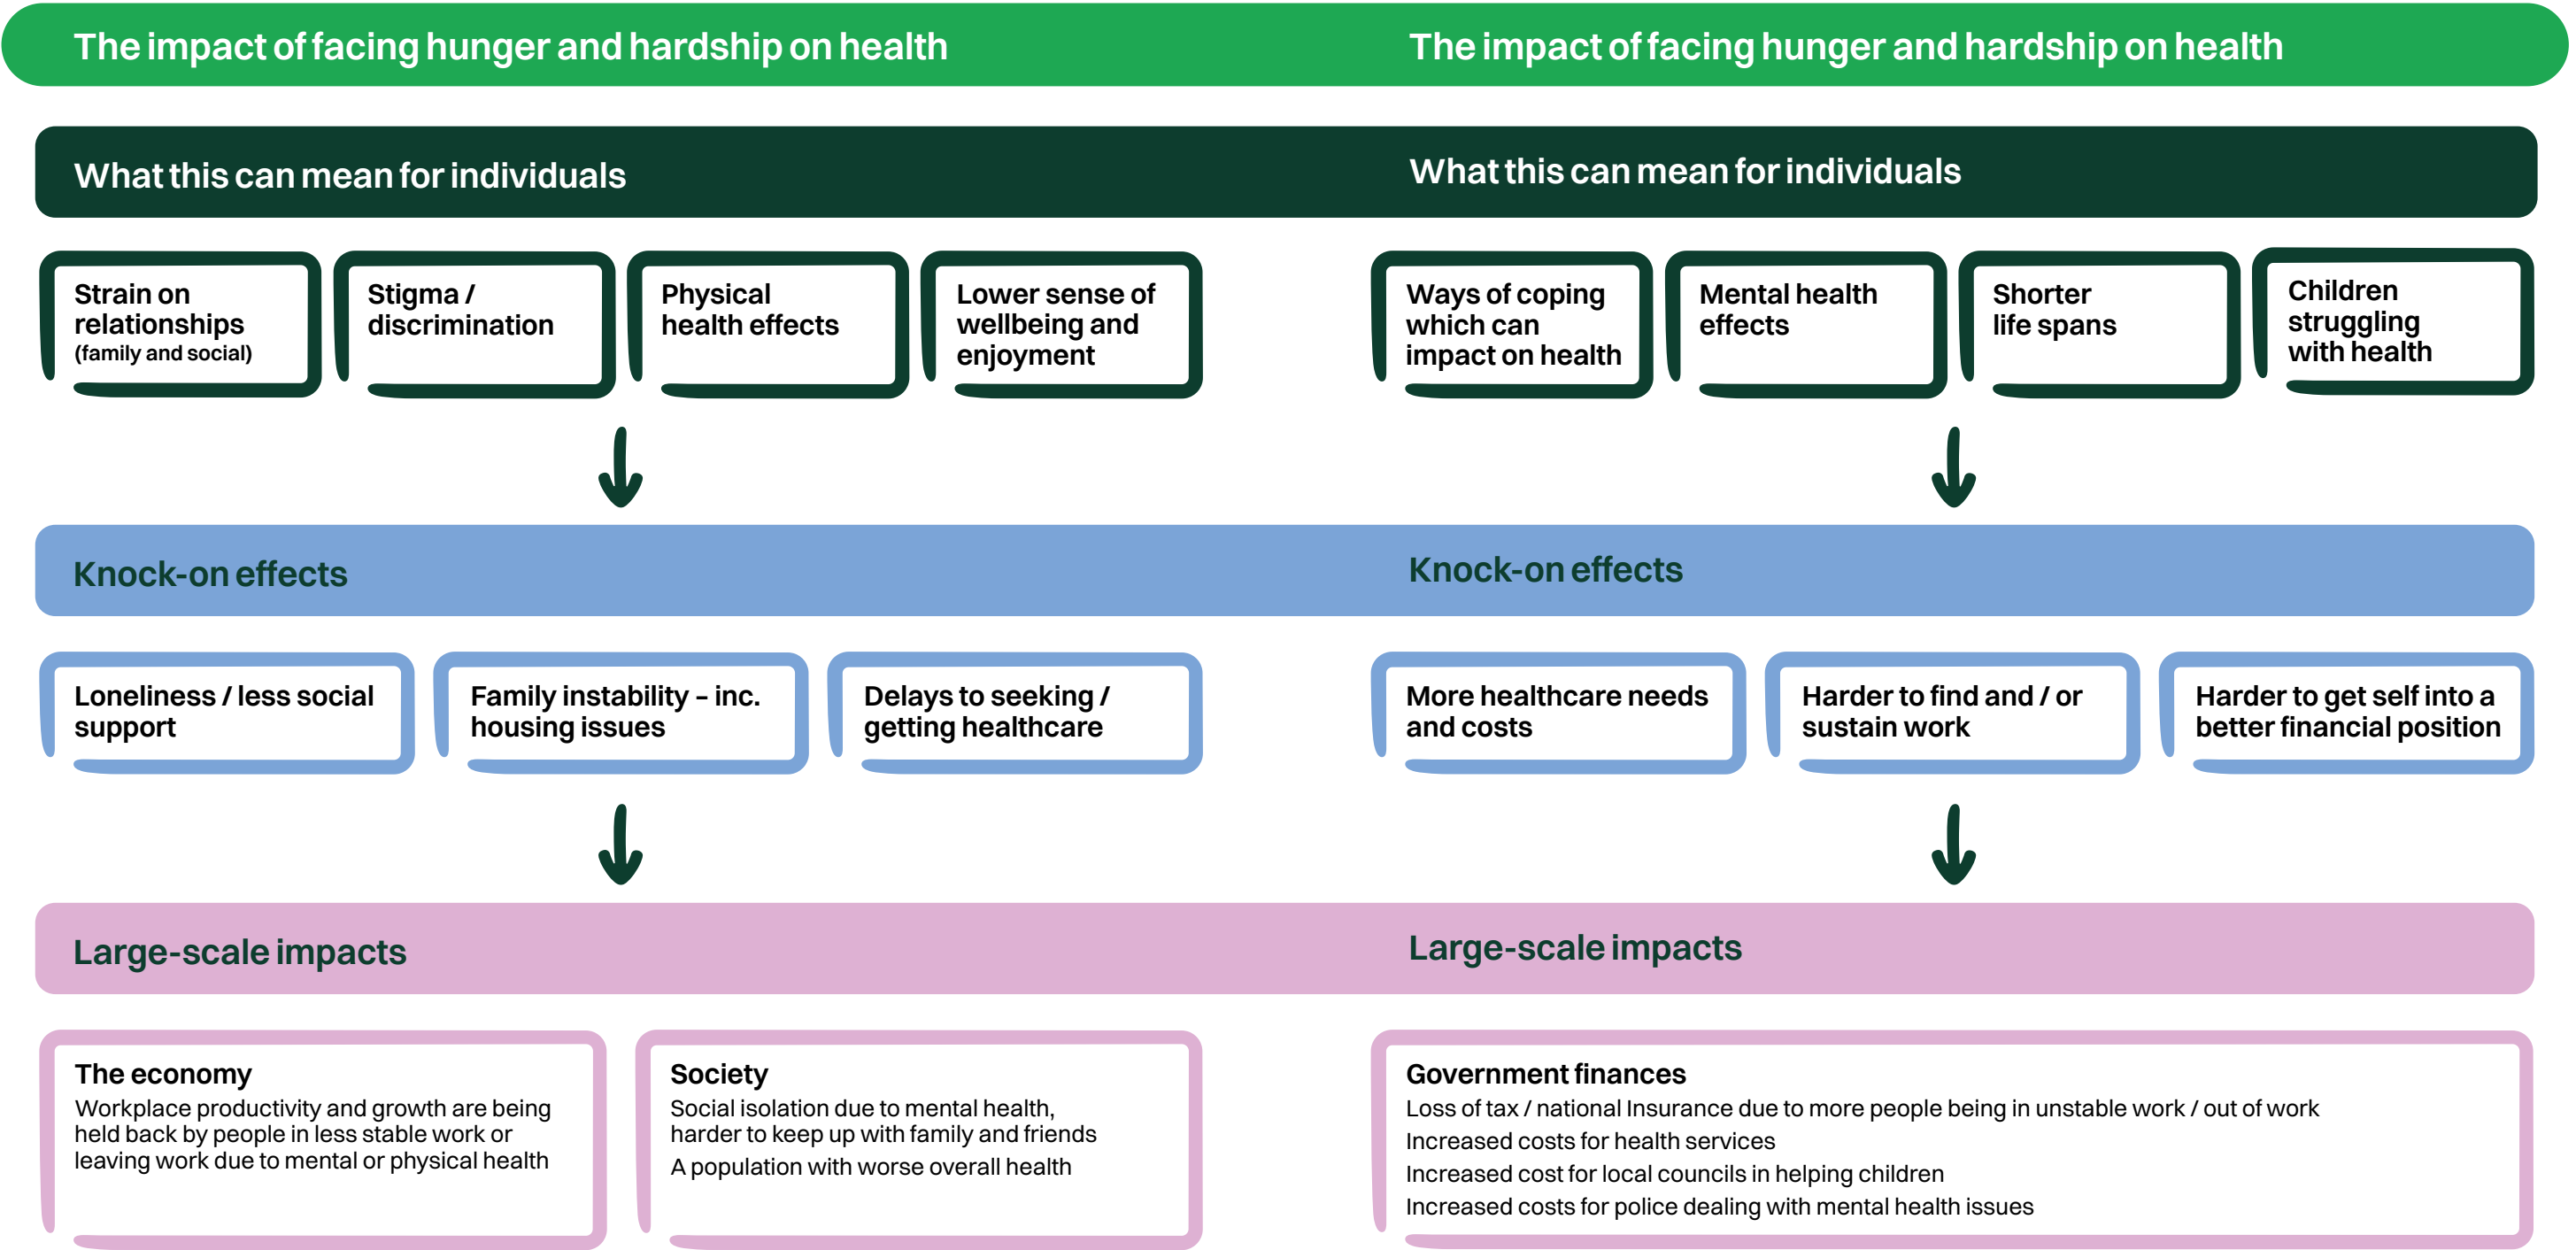 The impact of facing hunger and hardship on health
The impact of facing hunger and hardship on health
What this can mean for individuals
What this can mean for individuals
Strain on
relationships
(family and social)
Stigma /
discrimination
Physical
health effects
Lower sense of
wellbeing and
enjoyment
Ways of coping
which can
impact on health
Mental health
effects
Shorter
life spans
Children
struggling
with health
Knock-on effects
Knock-on effects
Loneliness / less social
support
Family instability – inc.
housing issues
Delays to seeking /
getting healthcare
More healthcare needs
and costs
Harder to find and / or
sustain work
Harder to get self into a
better financial position
Large-scale impacts
Large-scale impacts
The economy
Workplace productivity and growth are being
held back by people in less stable work or
leaving work due to mental or physical health
Society
Social isolation due to mental health,
harder to keep up with family and friends
A population with worse overall health
Government finances
Loss of tax / national Insurance due to more people being in unstable work / out of work
Increased costs for health services
Increased cost for local councils in helping children
Increased costs for police dealing with mental health issues